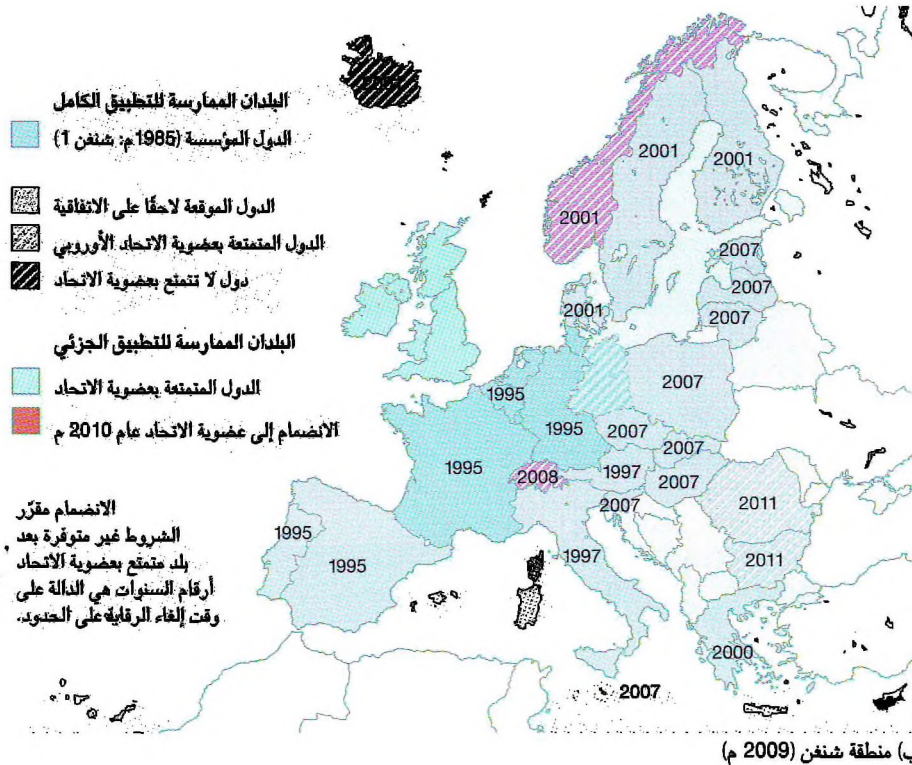 البلدان الممارسة للتطبيق الكامل
الدول المؤسسة (1985م: شنغن 1)
الدول الموقعة لاحقًا على الاتفاقية
الدول المتمتعة بعضوية الاتحاد الأوروبي
دول لا تتمتع بعضوية الاتحاد
البلدان الممارسة للتطبيق الجزئي
الدول المتمتعة بعضوية الاتحاد
الانضمام إلى عضوية الاتحاد عام 2010 م
الانضمام مقرّر
الشروط غير متوفرة بعد
بلد متمتع بعضوية الاتحاد
أرقام السنوات هي الدالة على
وقت إلغاء الرقابة على الحدود.
2001
2001
2001
2007
2007
2001
2007
1995
2007
1995
2007
2007
1995
2008
1997
2007
2007
2011
1995
1995
1997
2011
2000
2007
ب) منطقة شنغن (2009 م)